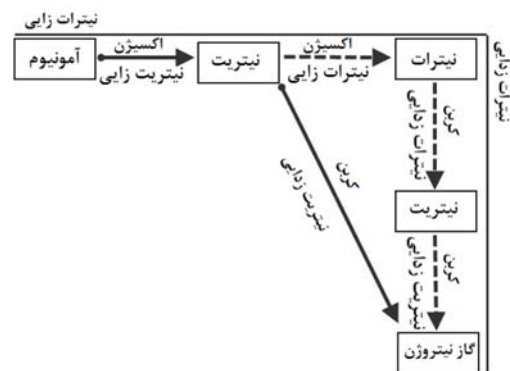 نیترات زایی
آمونیوم
اکسیژن
نیتریت زایی
نیتریت
اکسیژن
نیترات زایی
نیترات
نیترات زدایی
کربن
نیترات زدایی
کربن
نیتریت زدایی
نیتریت
کربن
نیتریت زدایی
گاز نیتروژن